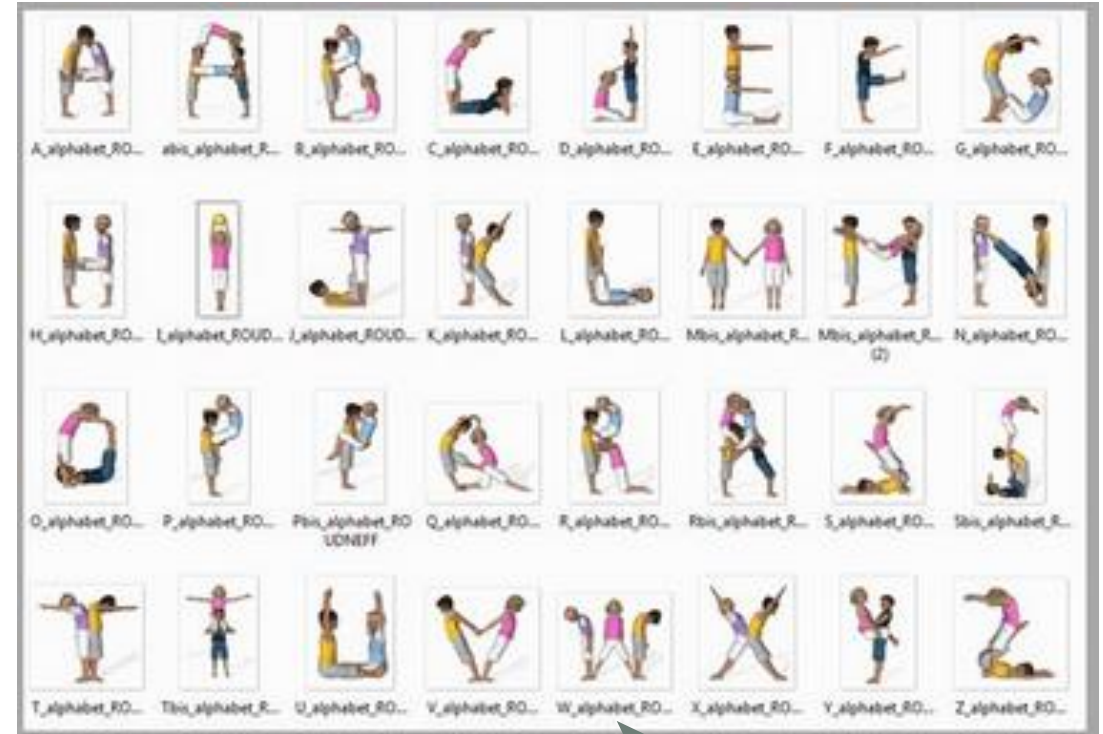 A_alphabet_RO... abis_alphabet_R... B_alphabet_RO... C_alphabet_RO... D_alphabet_RO... E_alphabet_RO... F_alphabet_RO... G_alphabet_RO...
H_alphabet_RO... I_alphabet_ROUD... J_alphabet_ROUD... K_alphabet_RO... L_alphabet_RO... Mbis_alphabet_R... Mbis_alphabet_R... N_alphabet_RO...
(2)
O_alphabet_RO... P_alphabet_RO... Pbis_alphabet_RO Q_alphabet_RO... R_alphabet_RO... Rbis_alphabet_R... S_alphabet_RO... Sbis_alphabet_R...
UDNEFF
T_alphabet_RO... Tbis_alphabet_R... U_alphabet_RO... V_alphabet_RO... W_alphabet_RO... X_alphabet_RO... Y_alphabet_RO... Z_alphabet_RO...